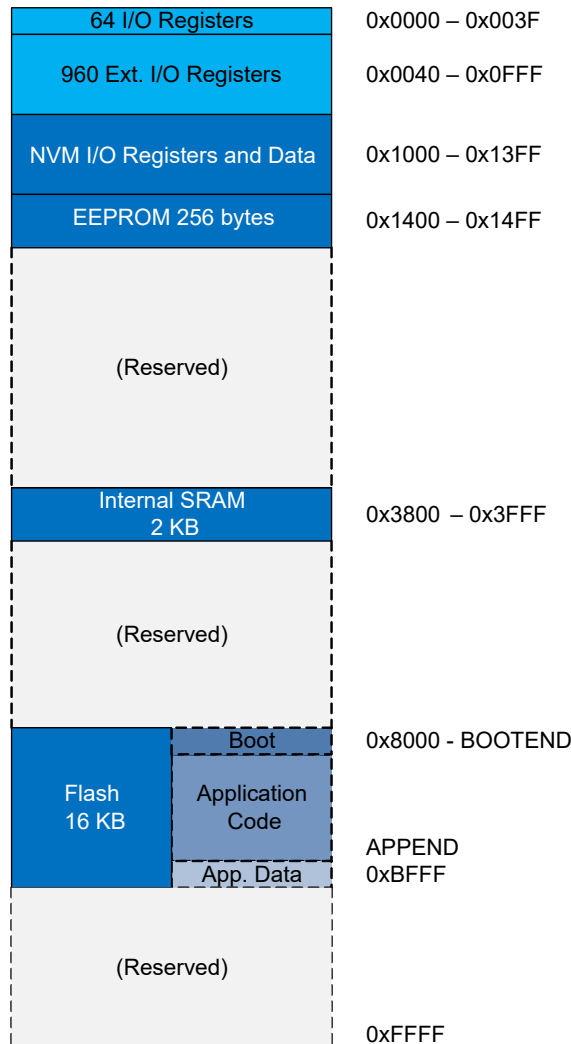 64 I/O Registers 0x0000 – 0x003F
960 Ext. I/O Registers 0x0040 – 0x0FFF
NVM I/O Registers and Data 0x1000 – 0x13FF
EEPROM 256 bytes 0x1400 – 0x14FF
(Reserved)
Internal SRAM
2 KB
0x3800 – 0x3FFF
(Reserved)
Boot 0x8000 - BOOTEND
Flash
16 KB
Application
Code
APPEND
App. Data 0xBFFF
(Reserved)
0xFFFF